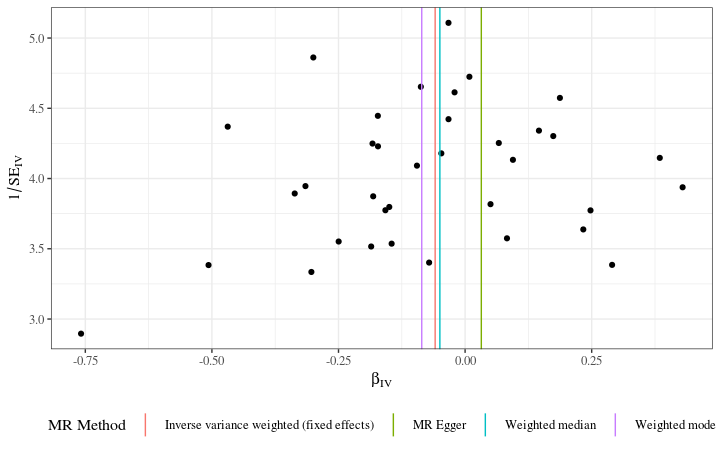 5.0
4.5
4.0
3.5
3.0
1/SE_IV
-0.75
-0.50
-0.25
0.00
0.25
β_IV
MR Method
Inverse variance weighted (fixed effects)
MR Egger
Weighted median
Weighted mode